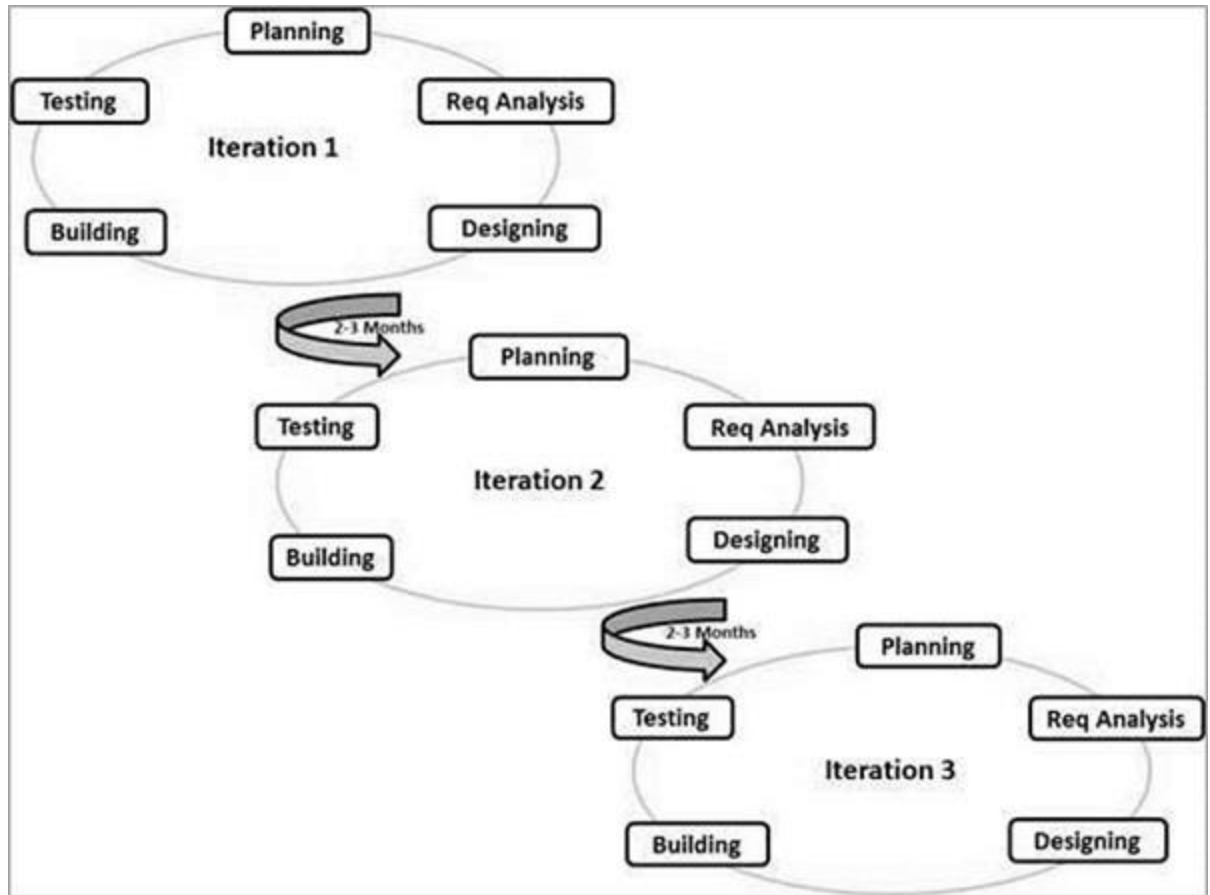 Planning
Testing
Req Analysis
Iteration 1
Building
Designing
2-3 Months
Planning
Testing
Req Analysis
Iteration 2
Building
Designing
2-3 Months
Planning
Testing
Req Analysis
Iteration 3
Building
Designing